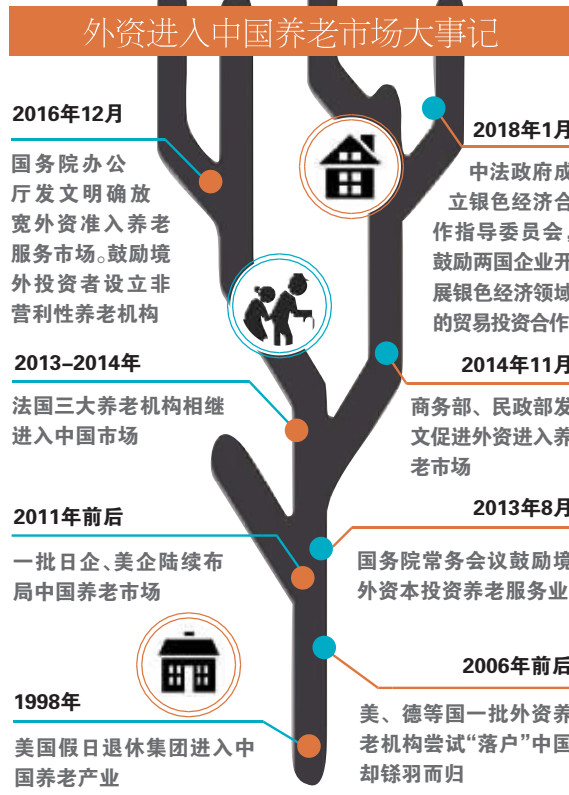 外资进入中国养老市场大事记
2016年12月
国务院办公
厅发文明确放
宽外资准入养老
服务市场。鼓励境
外投资者设立非
营利性养老机构
2018年1月
中法政府成
立银色经济合
作指导委员会,
鼓励两国企业开
展银色经济领域
的贸易投资合作
2013–2014年
法国三大养老机构相继
进入中国市场
2014年11月
商务部、民政部发
文促进外资进入养
老市场
2011年前后
一批日企、美企陆续布
局中国养老市场
2013年8月
国务院常务会议鼓励境
外资本投资养老服务业
1998年
美国假日退休集团进入中
国养老产业
2006年前后
美、德等国一批外资养
老机构尝试“落户”中国
却铩羽而归